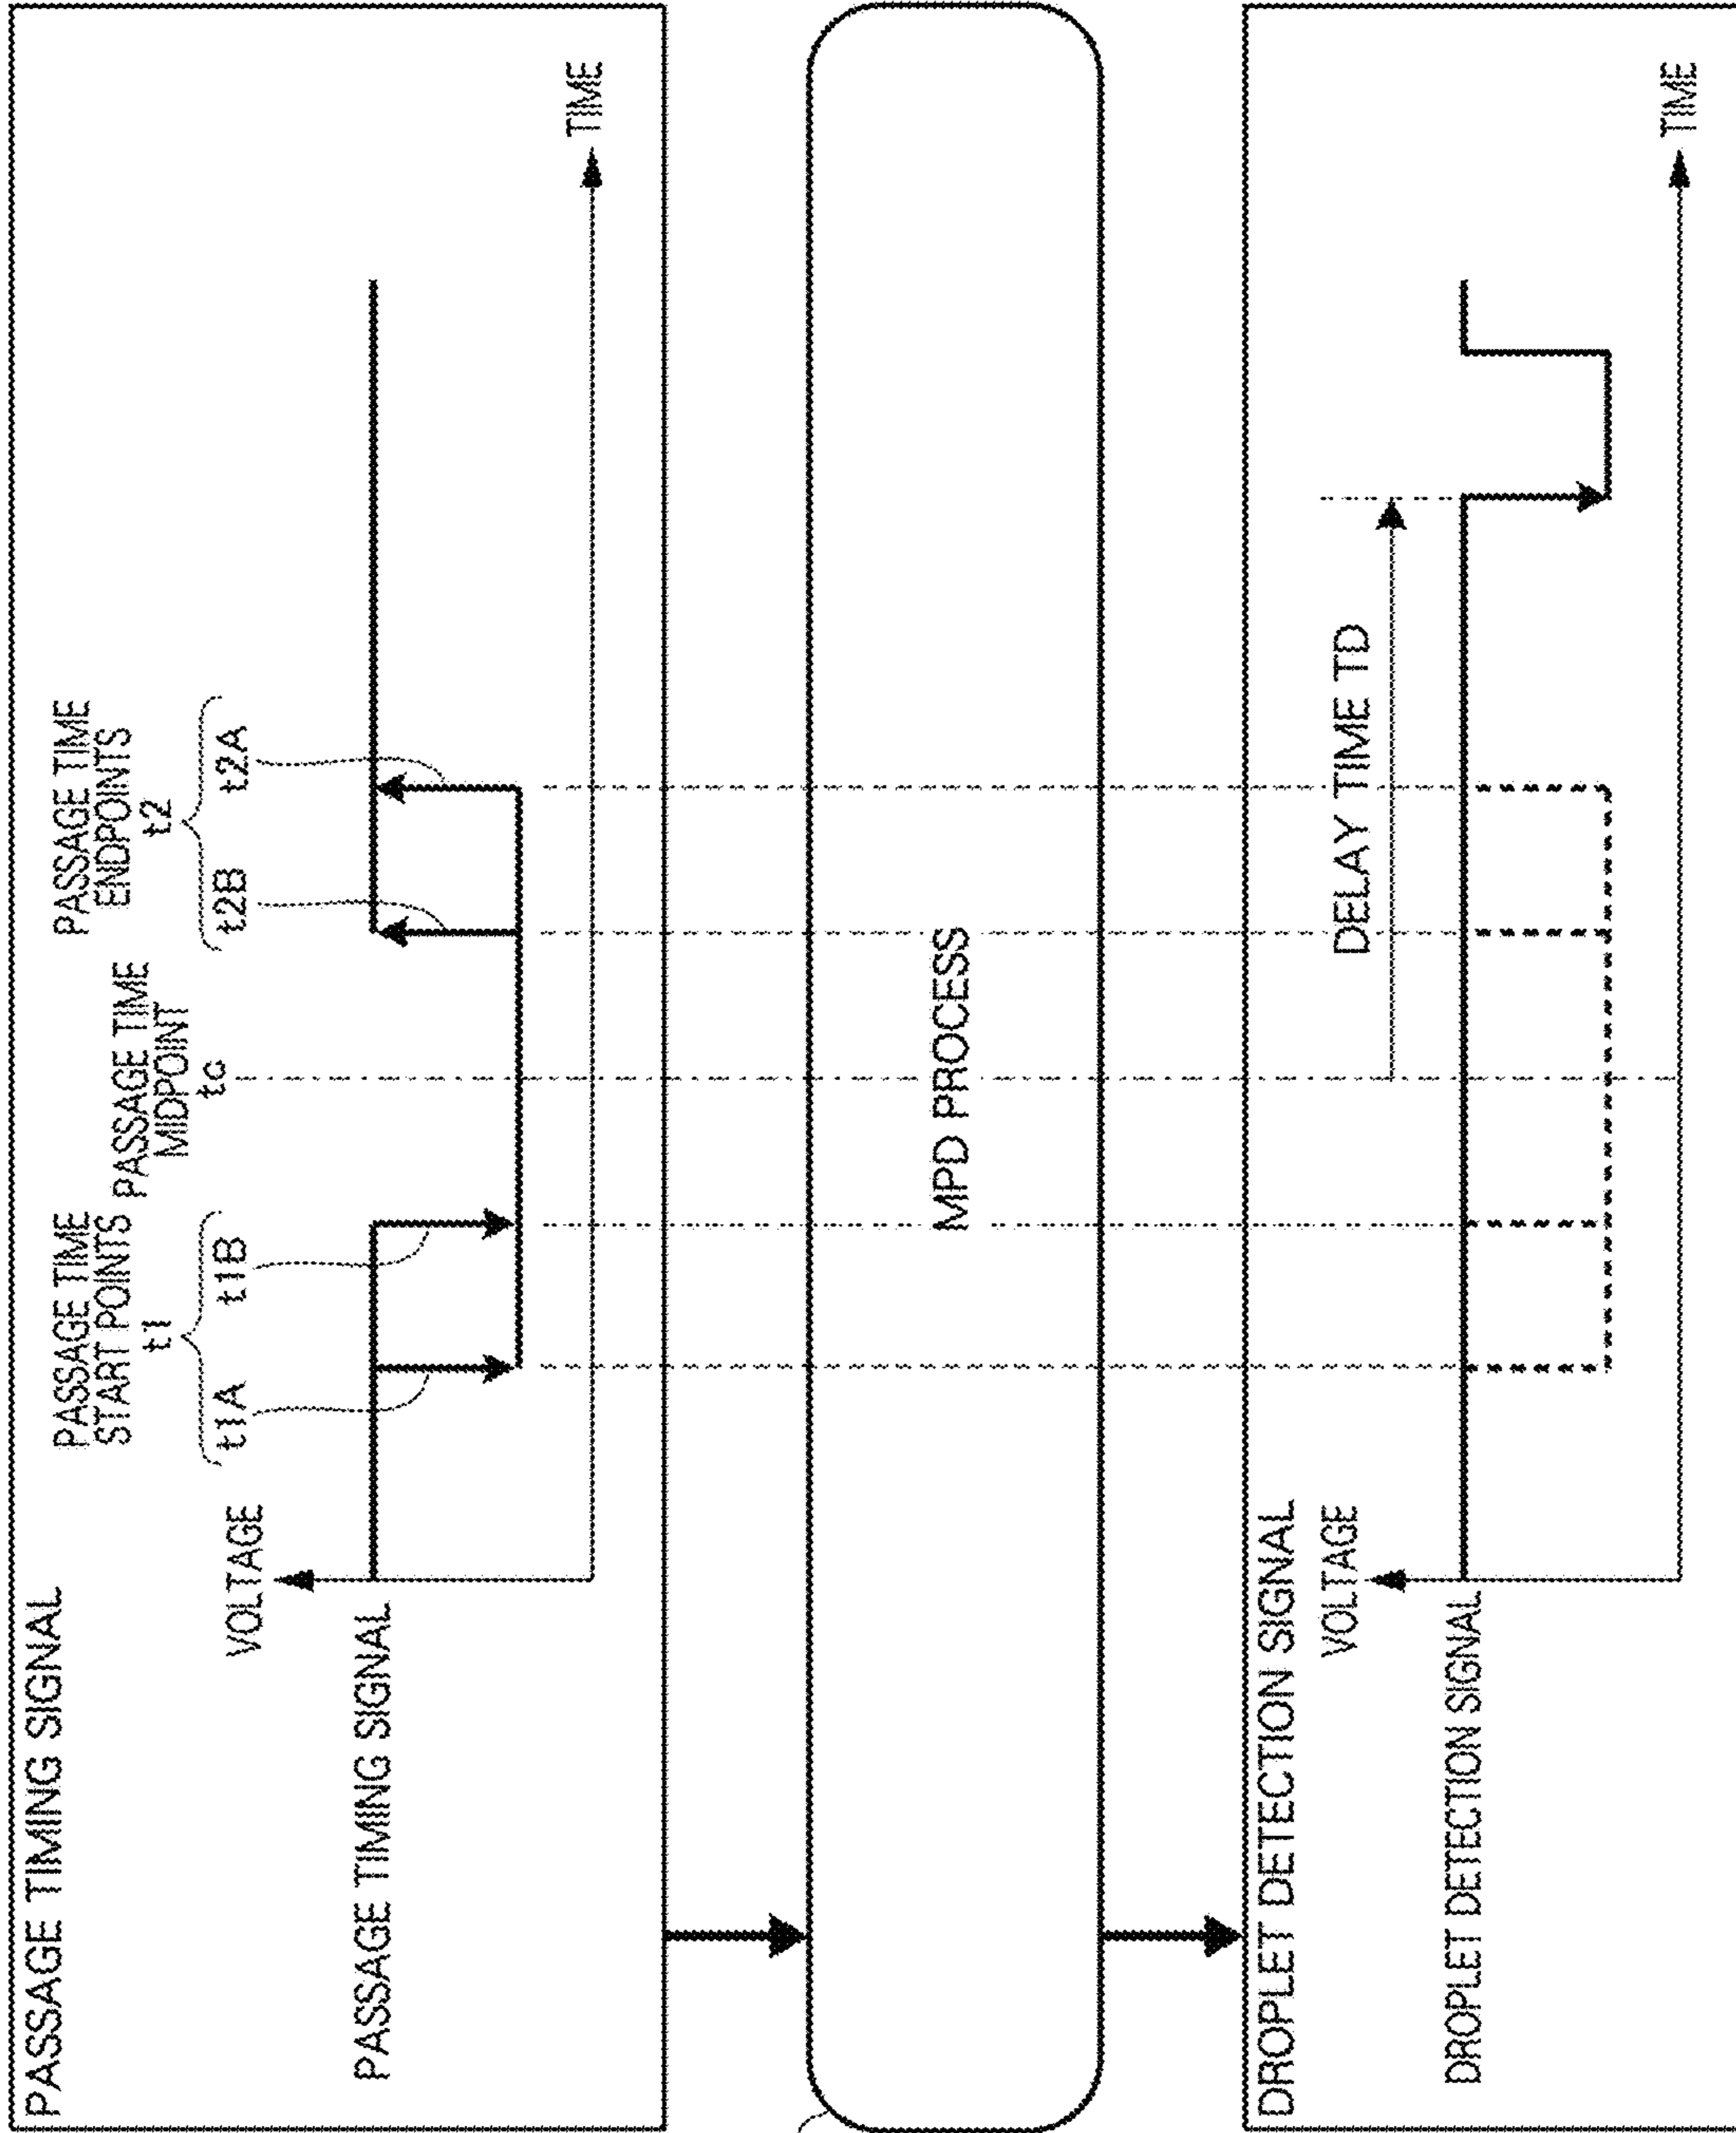 PASSAGE TIMING SIGNAL
PASSAGE TIME
START POINTS
t1
PASSAGE TIME
MIDPOINT
tc
PASSAGE TIME
ENDPOINTS
t2
t1A
t1B
t2B
t2A
VOLTAGE
PASSAGE TIMING SIGNAL
TIME
MPD PROCESS
DROPLET DETECTION SIGNAL
VOLTAGE
DELAY TIME TD
DROPLET DETECTION SIGNAL
TIME